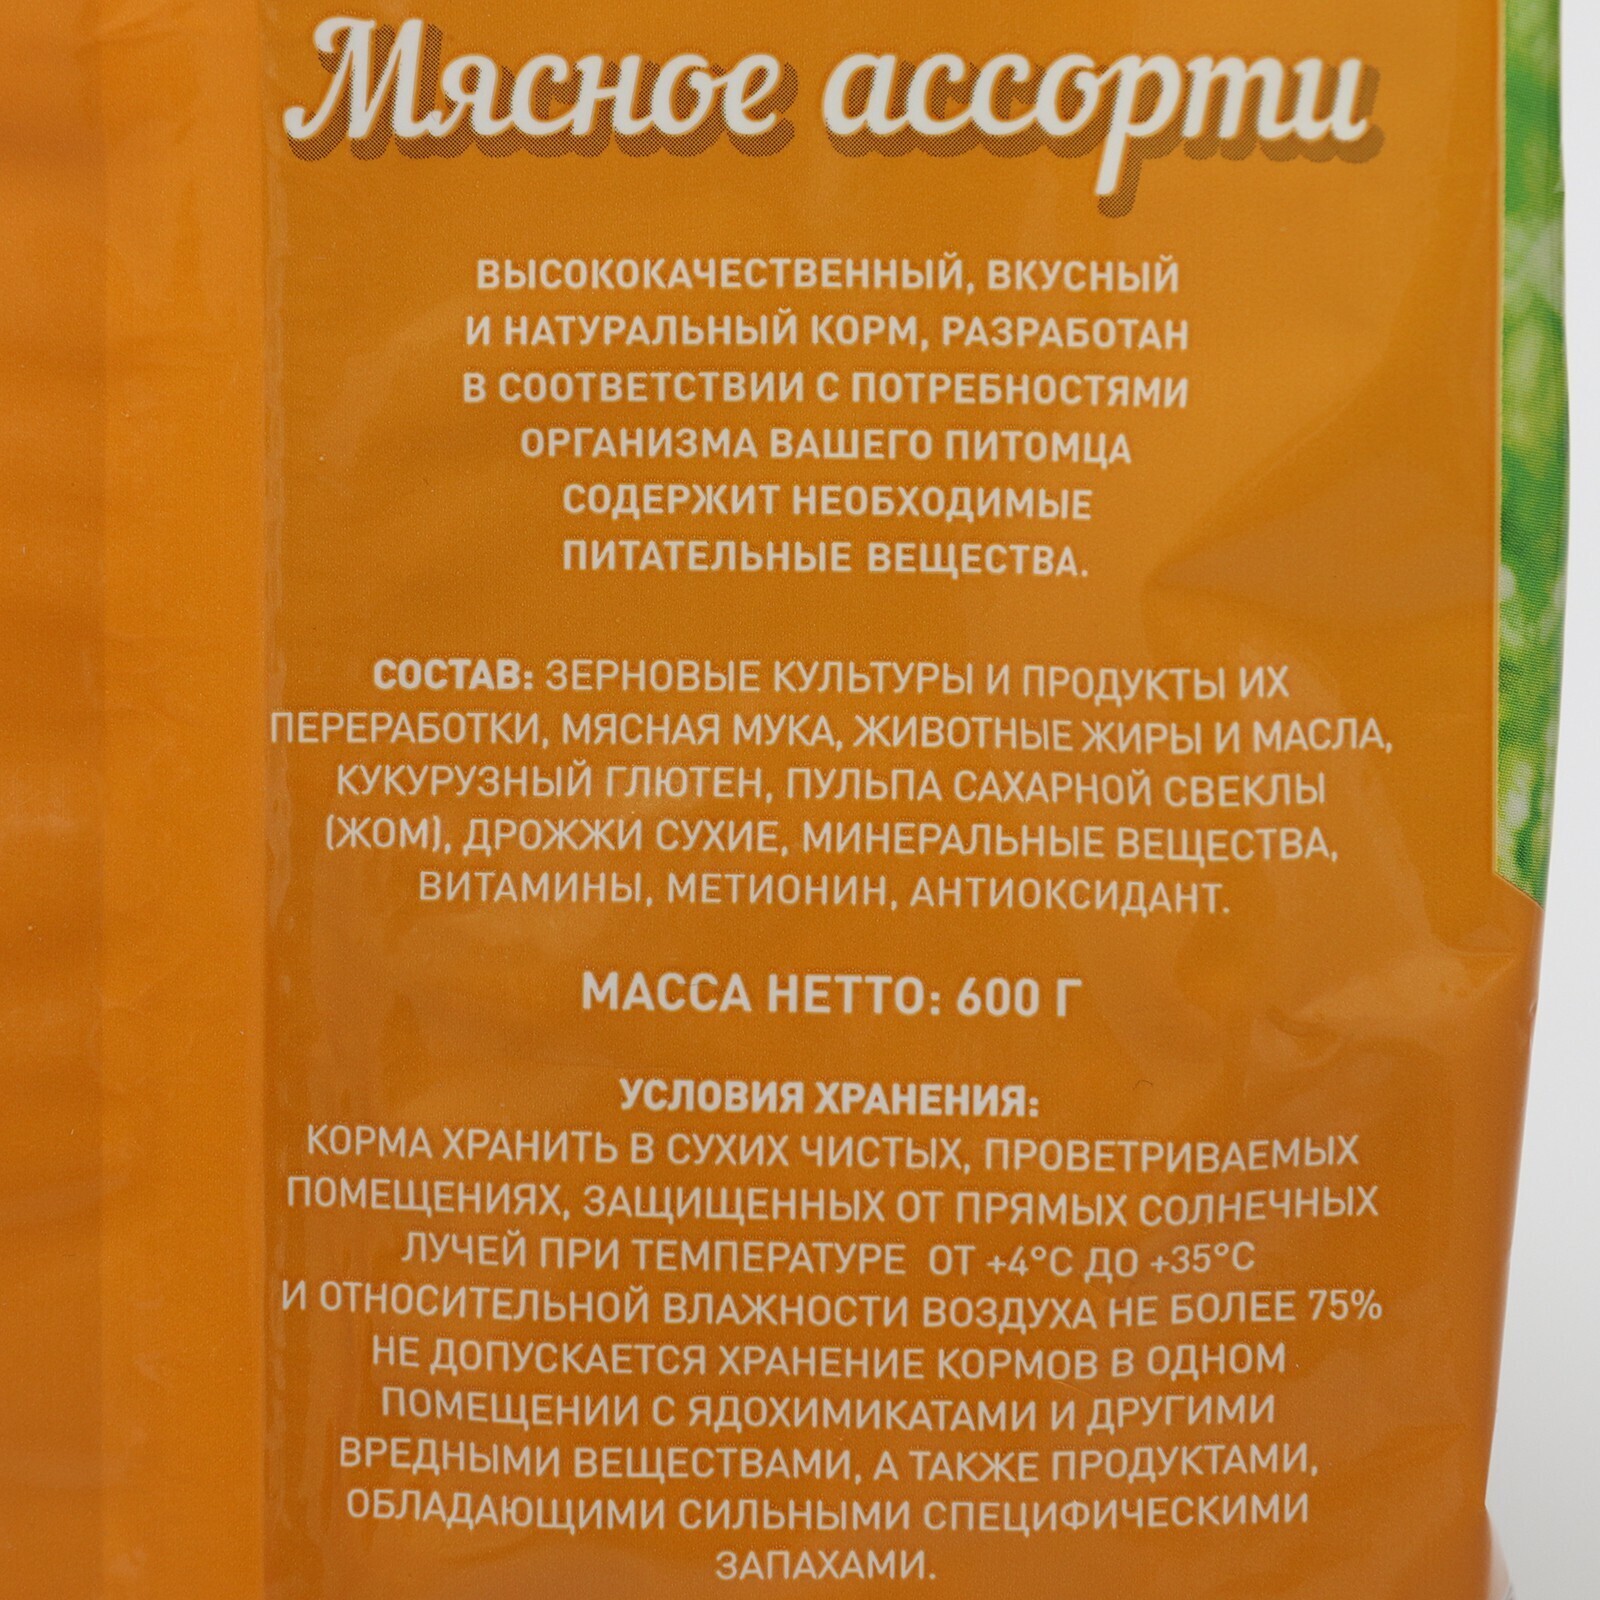 Мясное ассорти
ВЫСОКОКАЧЕСТВЕННЫЙ, ВКУСНЫЙ
И НАТУРАЛЬНЫЙ КОРМ, РАЗРАБОТАН
В СООТВЕТСТВИИ С ПОТРЕБНОСТЯМИ
ОРГАНИЗМА ВАШЕГО ПИТОМЦА
СОДЕРЖИТ НЕОБХОДИМЫЕ
ПИТАТЕЛЬНЫЕ ВЕЩЕСТВА.
СОСТАВ: ЗЕРНОВЫЕ КУЛЬТУРЫ И ПРОДУКТЫ ИХ
ПЕРЕРАБОТКИ, МЯСНАЯ МУКА, ЖИВОТНЫЕ ЖИРЫ И МАСЛА,
КУКУРУЗНЫЙ ГЛЮТЕН, ПУЛЬПА САХАРНОЙ СВЕКЛЫ
(ЖОМ), ДРОЖЖИ СУХИЕ, МИНЕРАЛЬНЫЕ ВЕЩЕСТВА,
ВИТАМИНЫ, МЕТИОНИН, АНТИОКСИДАНТ.
МАССА НЕТТО: 600 Г
УСЛОВИЯ ХРАНЕНИЯ:
КОРМА ХРАНИТЬ В СУХИХ ЧИСТЫХ, ПРОВЕТРИВАЕМЫХ
ПОМЕЩЕНИЯХ, ЗАЩИЩЕННЫХ ОТ ПРЯМЫХ СОЛНЕЧНЫХ
ЛУЧЕЙ ПРИ ТЕМПЕРАТУРЕ ОТ +4°С ДО +35°С
И ОТНОСИТЕЛЬНОЙ ВЛАЖНОСТИ ВОЗДУХА НЕ БОЛЕЕ 75%
НЕ ДОПУСКАЕТСЯ ХРАНЕНИЕ КОРМОВ В ОДНОМ
ПОМЕЩЕНИИ С ЯДОХИМИКАТАМИ И ДРУГИМИ
ВРЕДНЫМИ ВЕЩЕСТВАМИ, А ТАКЖЕ ПРОДУКТАМИ,
ОБЛАДАЮЩИМИ СИЛЬНЫМИ СПЕЦИФИЧЕСКИМИ
ЗАПАХАМИ.